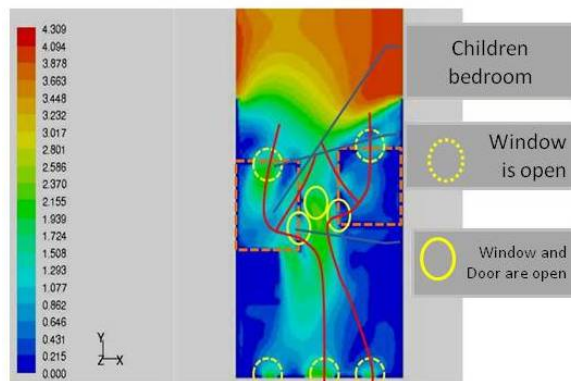 4.309
4.094
3.878
3.663
3.448
3.232
3.017
2.801
2.586
2.370
2.155
1.939
1.724
1.508
1.293
1.077
0.862
0.646
0.431
0.215
0.000
Y
Z X
Children
bedroom
Window
is open
Window and
Door are open